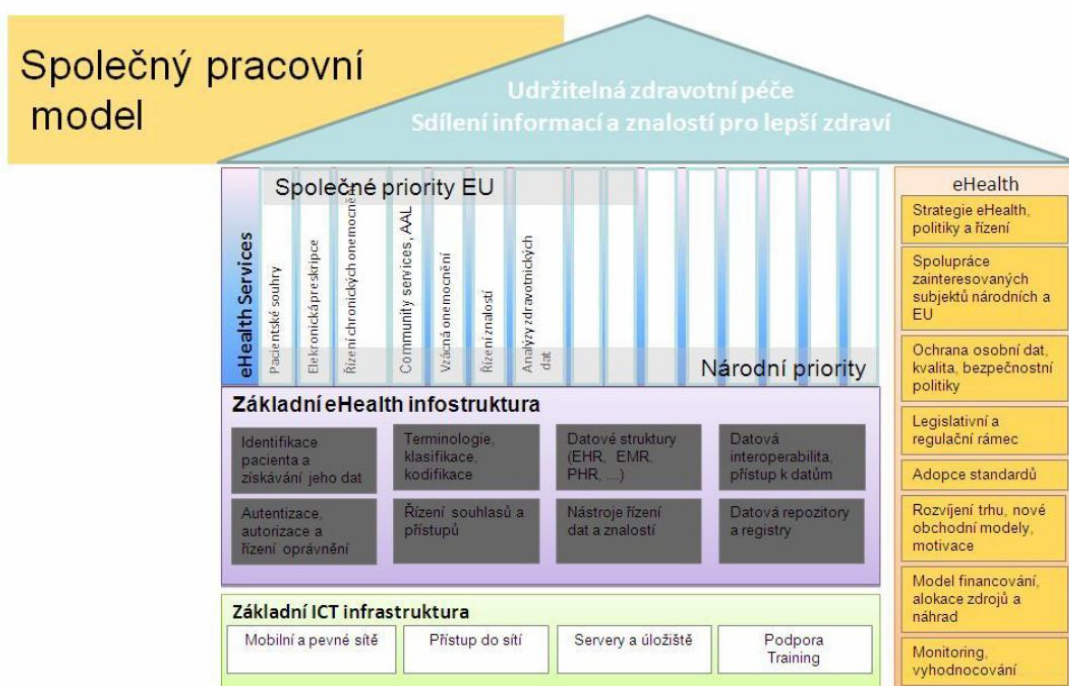 Společný pracovní
model
Udržitelná zdravotní péče
Sdílení informací a znalostí pro lepší zdraví
Společné priority EU
eHealth Services
Pacientské souhry
Elekronická preskripce
Řízení chronických onemocněn
Community services, AAL
Vzácná onemocnění
Řízení znalostí
Analýzy zdravotnických
dat
Národní priority
Základní eHealth infostruktura
Identifikace
pacienta a
získávání jeho dat
Terminologie,
klasifikace,
kodifikace
Datové struktury
(EHR, EMR,
PHR, ...)
Datová
interoperabilita,
přístup k datům
Autentizace,
autorizace a
řízení oprávnění
Řízení souhlasů a
přístupů
Nástroje řízení
dat a znalostí
Datová repozitory
a registry
Základní ICT infrastruktura
Mobilní a pevné sítě
Přístup do sítí
Servery a úložiště
Podpora
Training
eHealth
Strategie eHealth,
politiky a řízení
Spolupráce
zainteresovaných
subjektů národních a
EU
Ochrana osobní dat,
kvalita, bezpečnostní
politiky
Legislativní a
regulační rámec
Adopce standardů
Rozvíjení trhu, nové
obchodní modely,
motivace
Model financování,
alokace zdrojů a
náhrad
Monitoring,
vyhodnocování